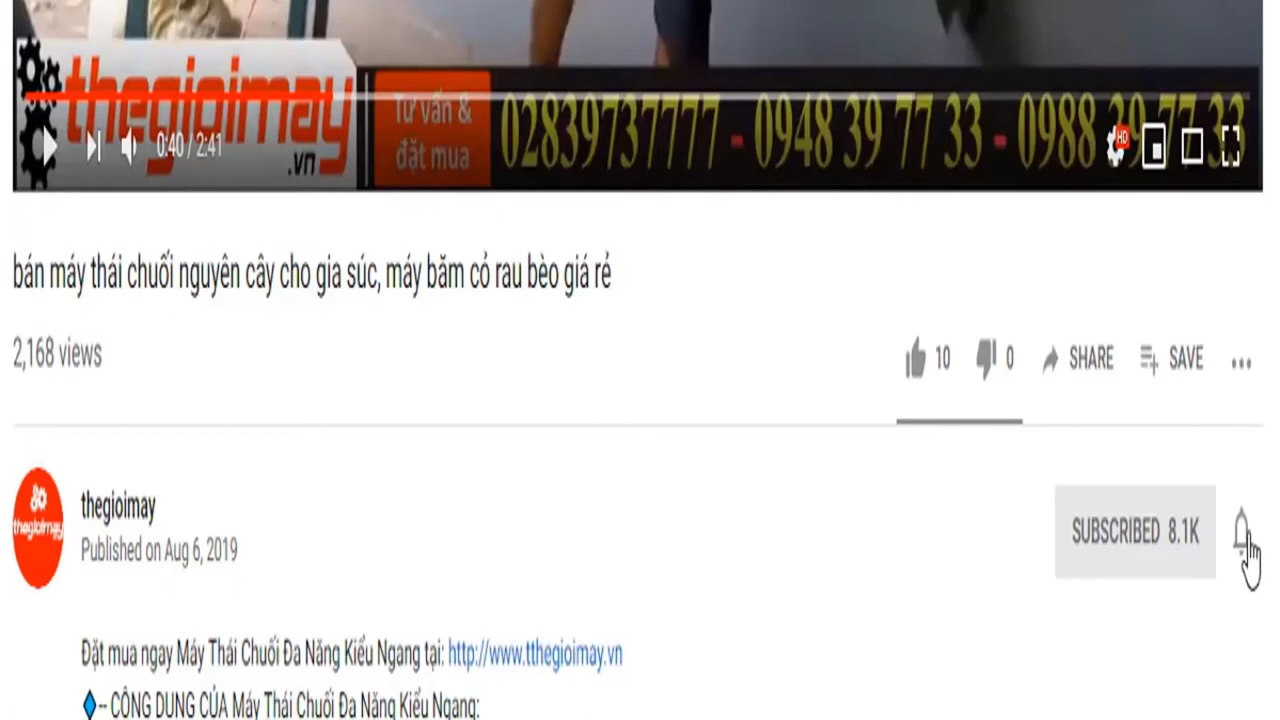 thegioimay
.vn
Tư vấn &
đặt mua
02839737777 - 0948 39 77 33 - 0988 39 77 33
HD
0:40 / 2:41
bán máy thái chuối nguyên cây cho gia súc, máy băm cỏ rau bèo giá rẻ
2,168 views
10
0
SHARE
SAVE
thegioimay
thegioimay
Published on Aug 6, 2019
SUBSCRIBED 8.1K
Đặt mua ngay Máy Thái Chuối Đa Năng Kiểu Ngang tại: http://www.tthegioimay.vn
-- CÔNG DUNG CỦA Máy Thái Chuối Đa Năng Kiểu Ngang: